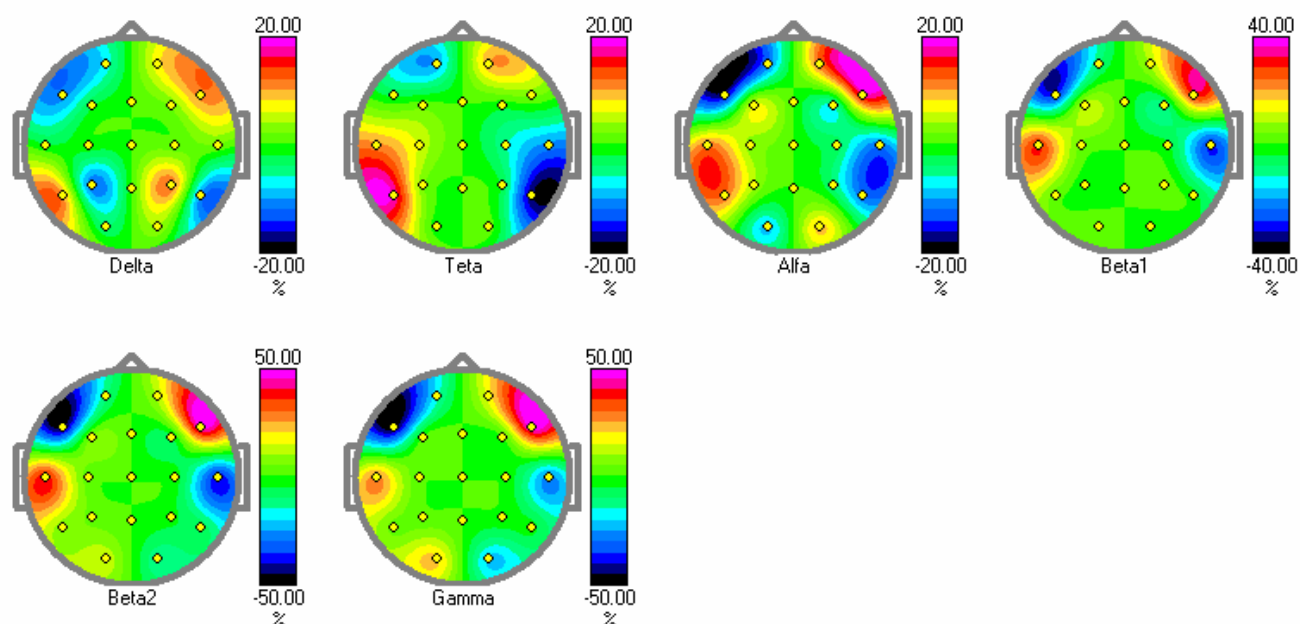 20.00 20.00 20.00 40.00
-20.00 -20.00 -20.00 -40.00
Delta Teta Alfa Beta1
% % % %
50.00 50.00
-50.00 -50.00
Beta2 Gamma
% %